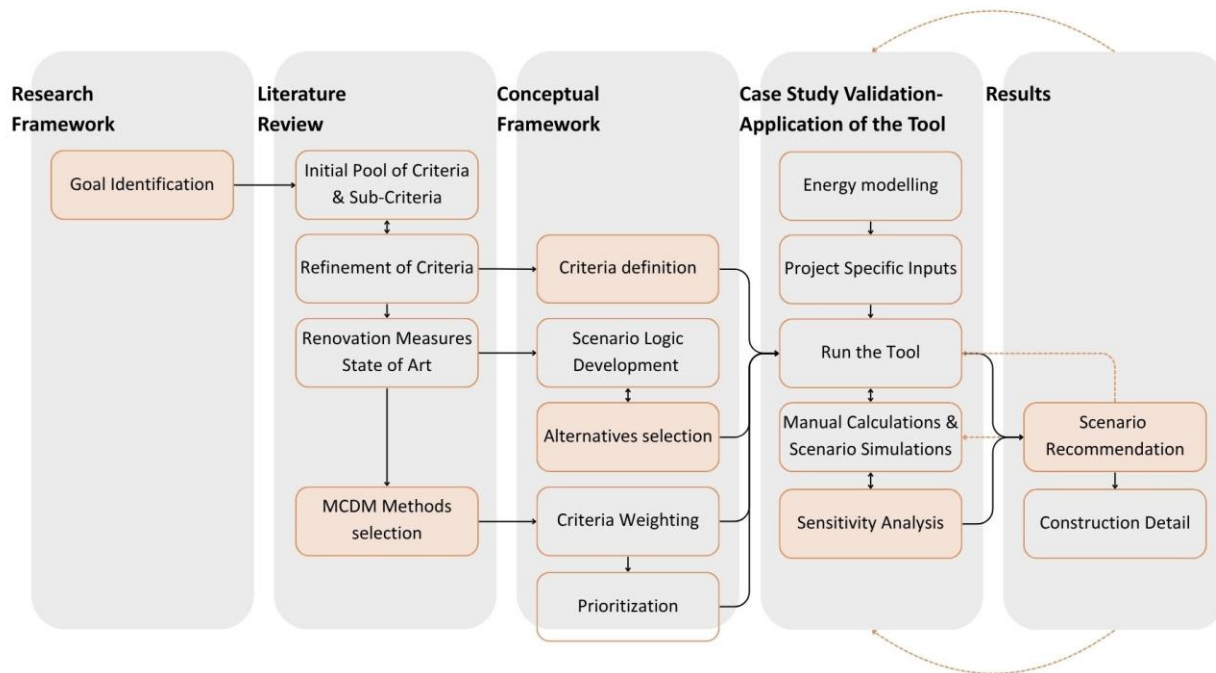 Research
Framework
Goal Identification
Literature
Review
Initial Pool of Criteria
& Sub-Criteria
Refinement of Criteria
Renovation Measures
State of Art
MCDM Methods
selection
Conceptual
Framework
Criteria definition
Scenario Logic
Development
Alternatives selection
Criteria Weighting
Prioritization
Case Study Validation-
Application of the Tool
Energy modelling
Project Specific Inputs
Run the Tool
Manual Calculations &
Scenario Simulations
Sensitivity Analysis
Results
Scenario
Recommendation
Construction Detail